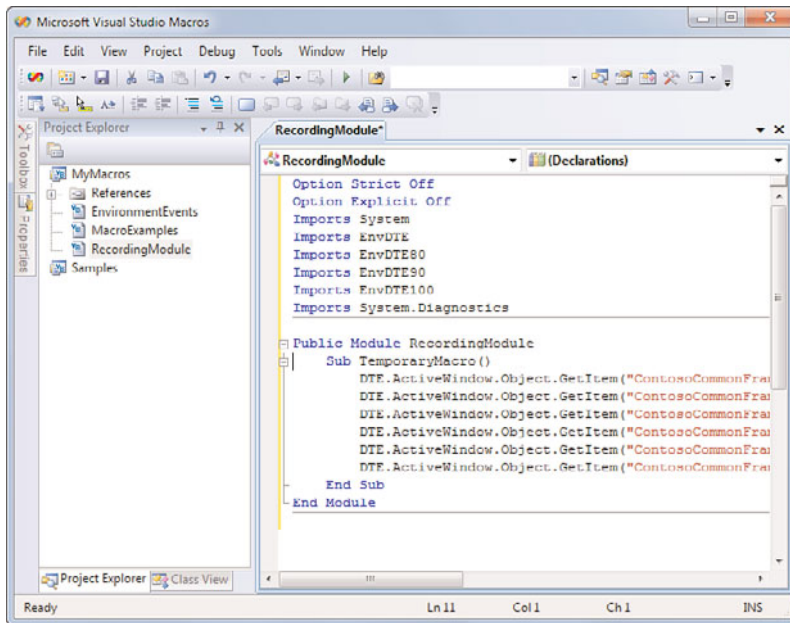 Microsoft Visual Studio Macros
File Edit View Project Debug Tools Window Help
Project Explorer
Toolbox
Properties
MyMacros
References
EnvironmentEvents
MacroExamples
RecordingModule
Samples
Project Explorer Class View
RecordingModule*
RecordingModule (Declarations)
Option Strict Off
Option Explicit Off
Imports System
Imports EnvDTE
Imports EnvDTE80
Imports EnvDTE90
Imports EnvDTE100
Imports System.Diagnostics
Public Module RecordingModule
Sub TemporaryMacro()
DTE.ActiveWindow.Object.GetItem("ContosoCommonFra
DTE.ActiveWindow.Object.GetItem("ContosoCommonFra
DTE.ActiveWindow.Object.GetItem("ContosoCommonFra
DTE.ActiveWindow.Object.GetItem("ContosoCommonFra
DTE.ActiveWindow.Object.GetItem("ContosoCommonFra
DTE.ActiveWindow.Object.GetItem("ContosoCommonFra
End Sub
End Module
Ready Ln 11 Col 1 Ch 1 INS